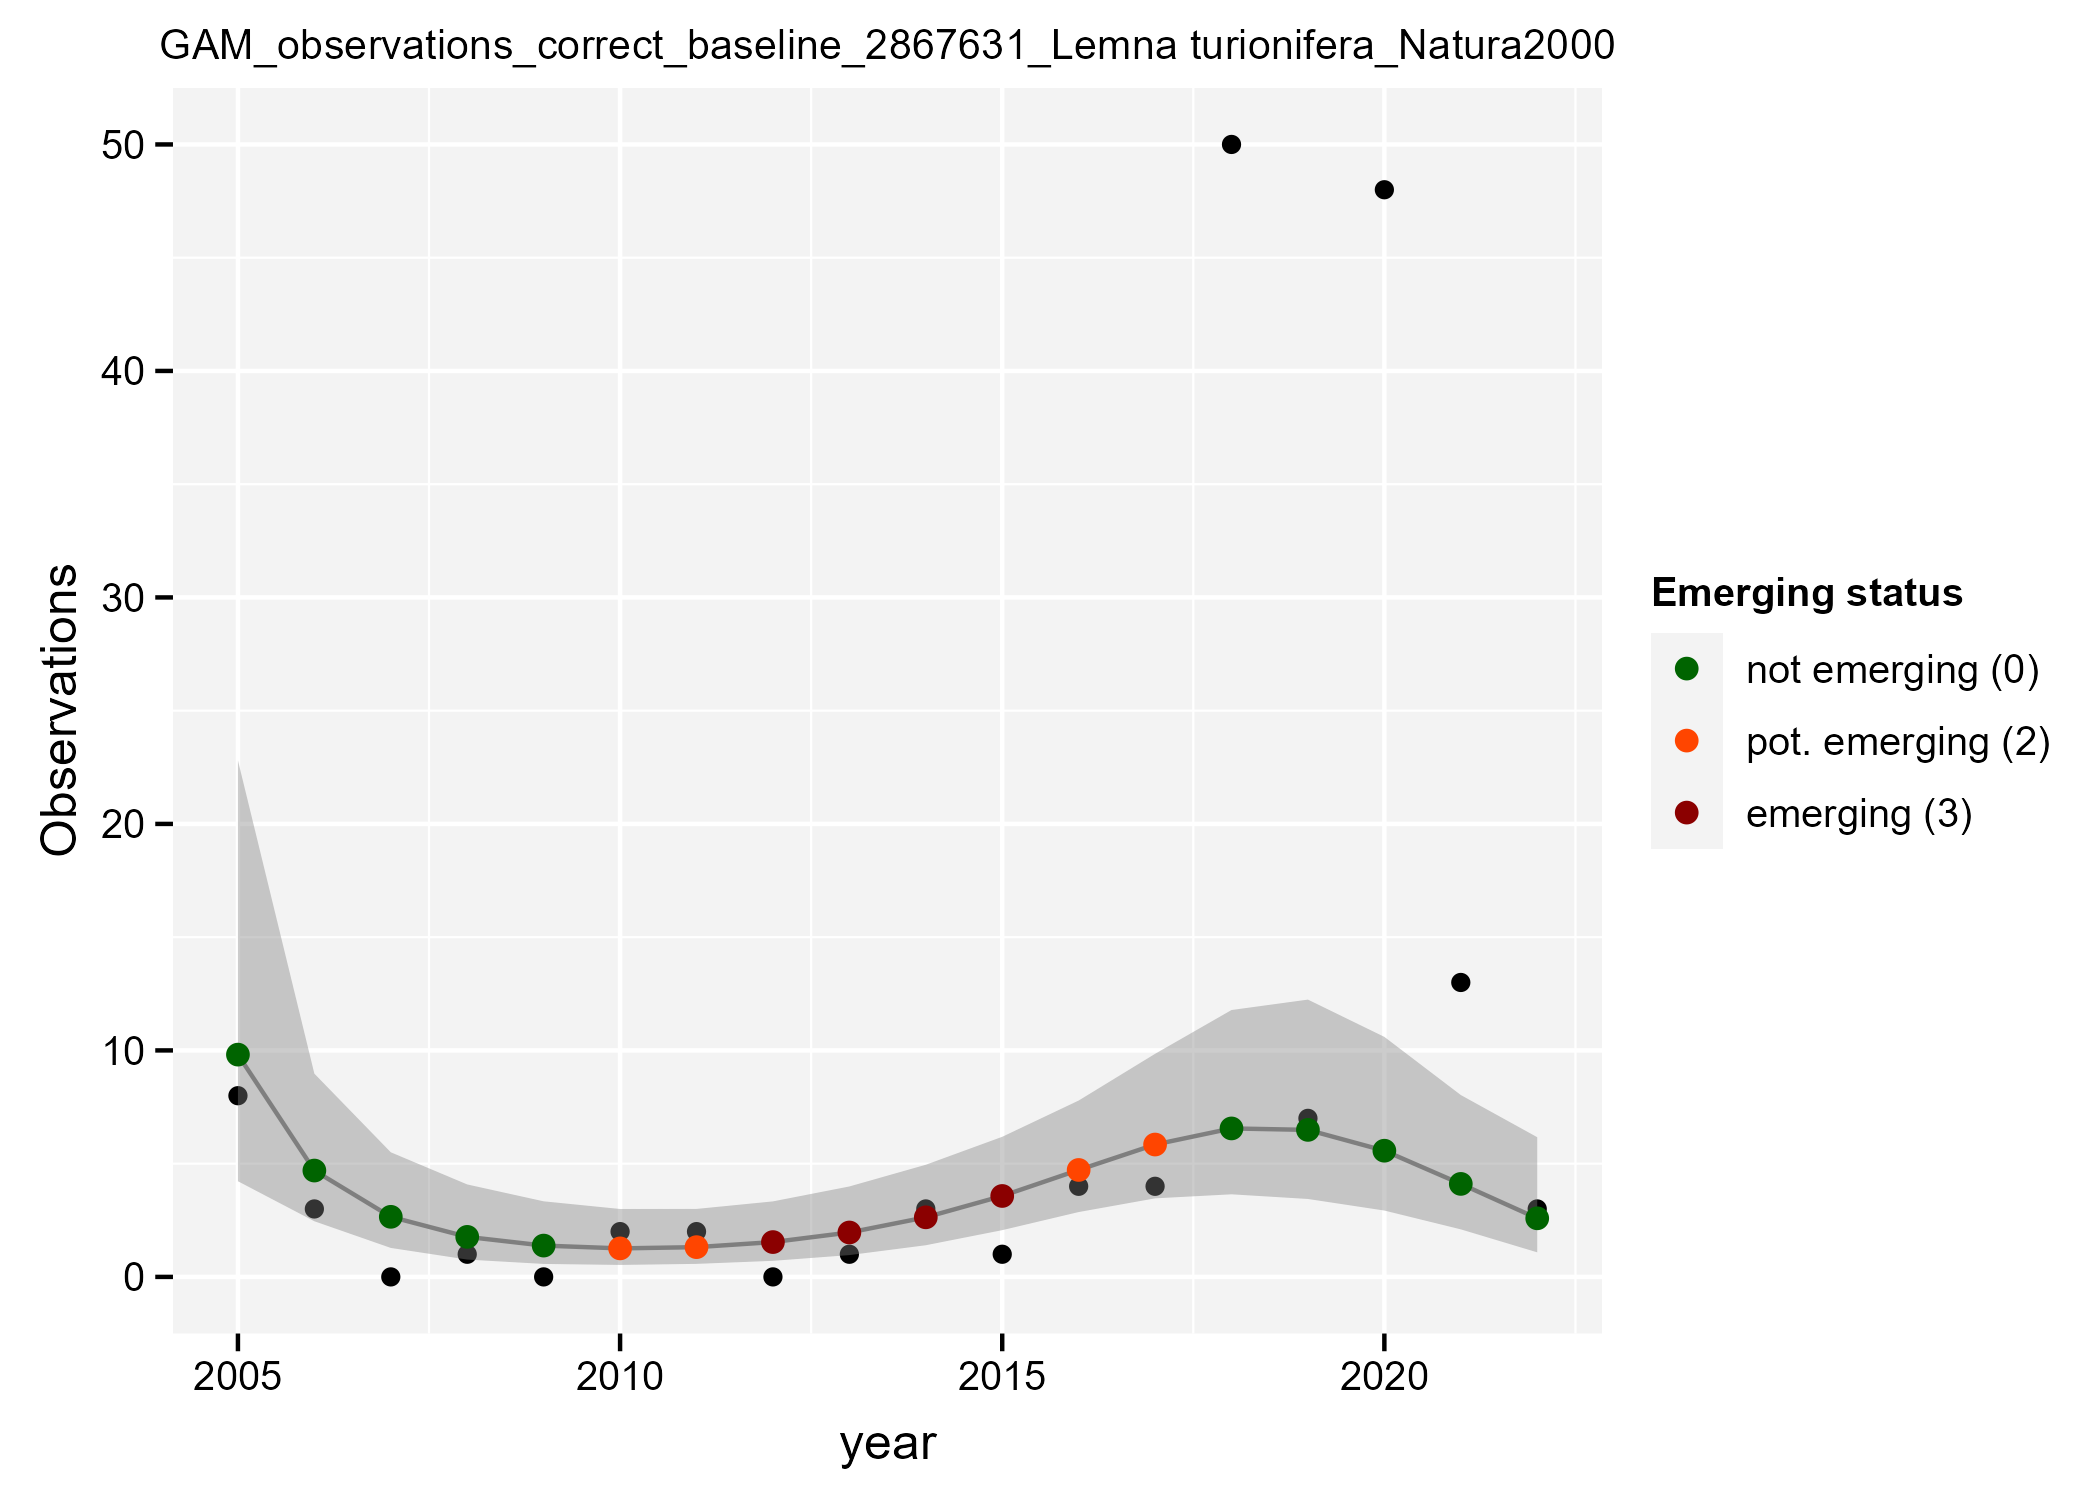 GAM_observations_correct_baseline_2867631_Lemna turionifera_Natura2000
50
40
30
20
10
0
Observations
2005
2010
2015
2020
year
Emerging status
not emerging (0)
pot. emerging (2)
emerging (3)